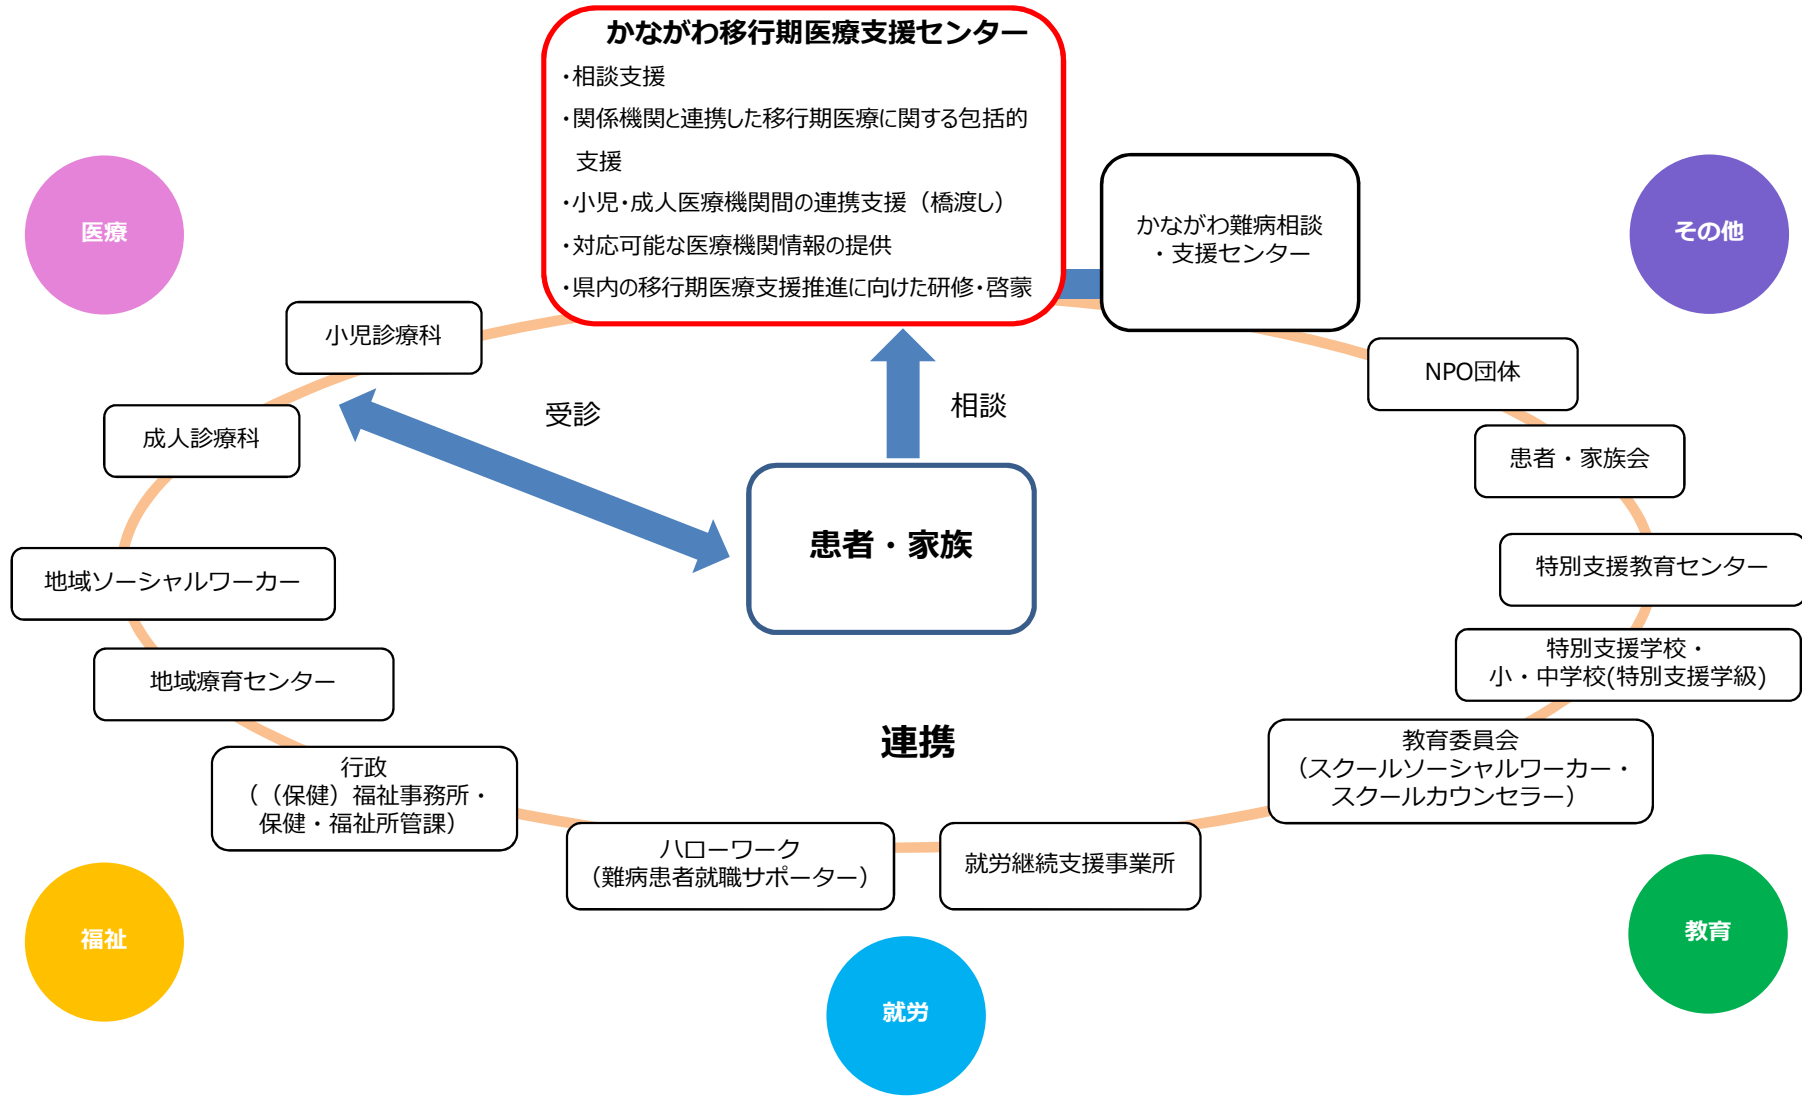 かながわ移行期医療支援センター
・相談支援
・関係機関と連携した移行期医療に関する包括的
支援
・小児・成人医療機関間の連携支援（橋渡し）
・対応可能な医療機関情報の提供
・県内の移行期医療支援推進に向けた研修・啓蒙
かながわ難病相談
・支援センター
医療
その他
小児診療科
NPO団体
受診
相談
成人診療科
患者・家族会
患者・家族
地域ソーシャルワーカー
特別支援教育センター
地域療育センター
特別支援学校・
小・中学校(特別支援学級)
連携
行政
（（保健）福祉事務所・
保健・福祉所管課）
教育委員会
（スクールソーシャルワーカー・
スクールカウンセラー）
ハローワーク
（難病患者就職サポーター）
就労継続支援事業所
福祉
教育
就労